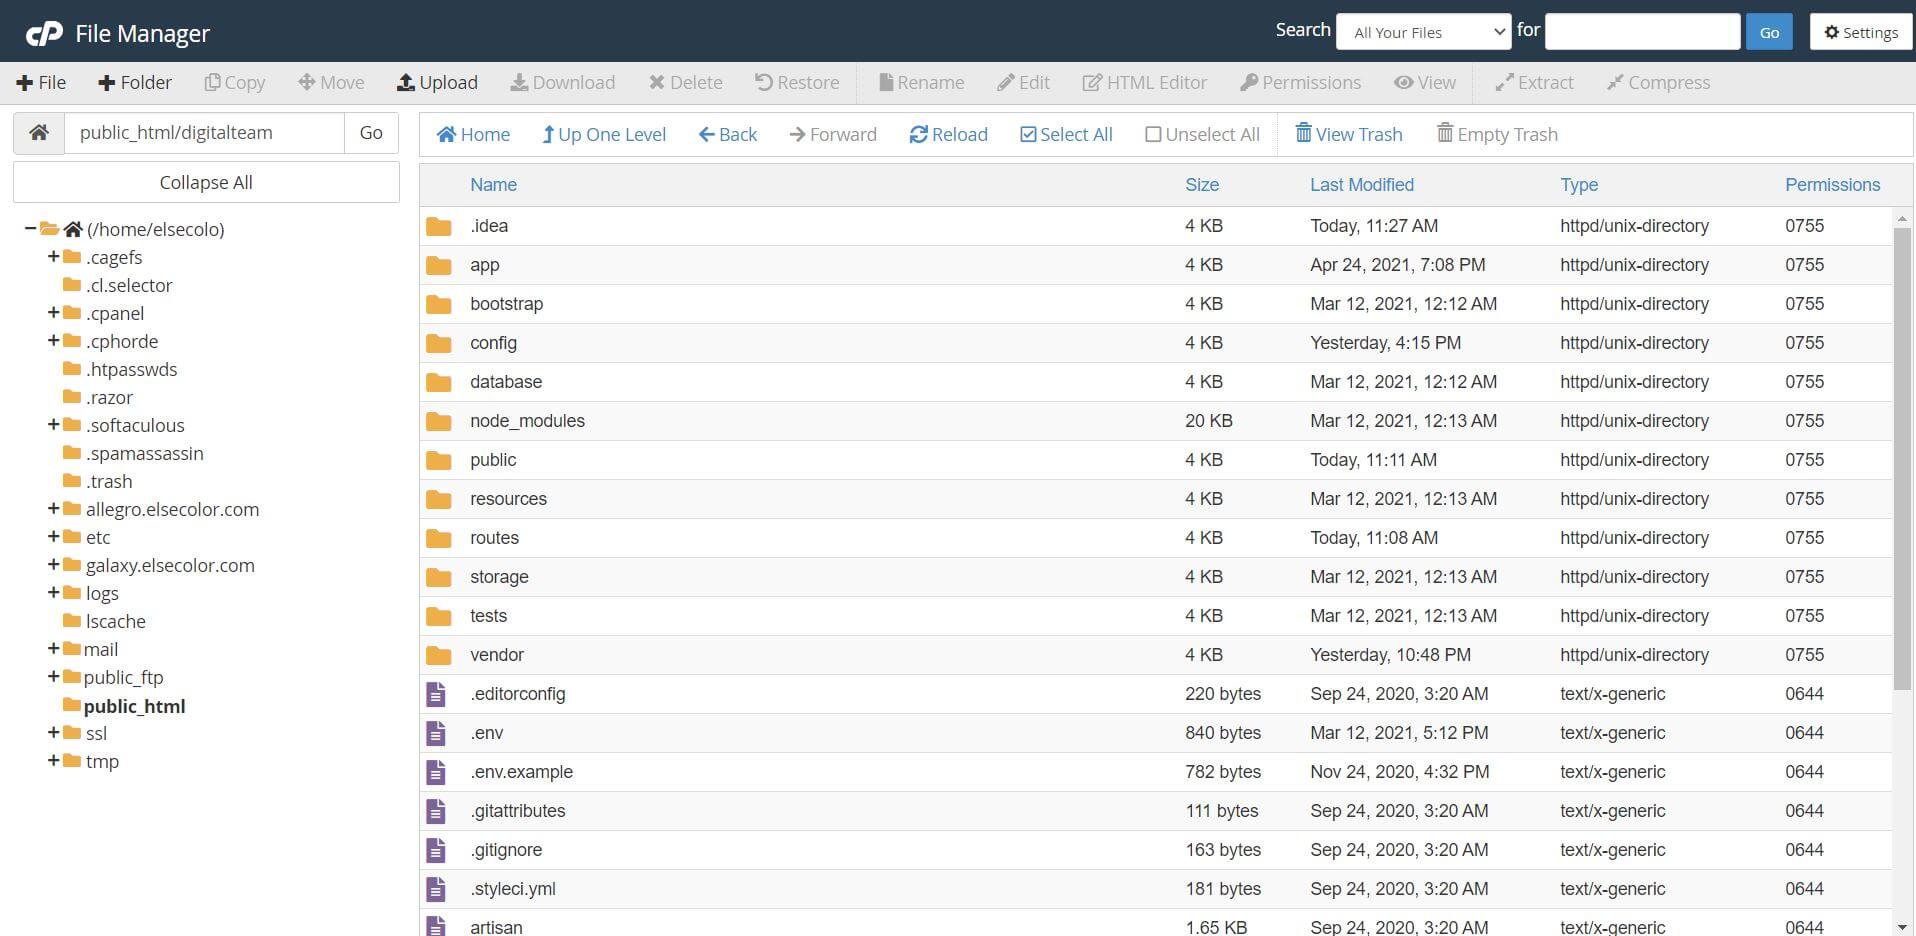 cP File Manager Search All Your Files for Go Settings
File Folder Copy Move Upload Download Delete Restore Rename Edit HTML Editor Permissions View Extract Compress
public_html/digitalteam Go
Collapse All
(/home/elsecolo)
.cagefs
.cl.selector
.cpanel
.cphorde
.htpasswds
.razor
.softaculous
.spamassassin
.trash
allegro.elsecolor.com
etc
galaxy.elsecolor.com
logs
lscache
mail
public_ftp
public_html
ssl
tmp
Home Up One Level Back Forward Reload Select All Unselect All View Trash Empty Trash
Name Size Last Modified Type Permissions
.idea 4 KB Today, 11:27 AM httpd/unix-directory 0755
app 4 KB Apr 24, 2021, 7:08 PM httpd/unix-directory 0755
bootstrap 4 KB Mar 12, 2021, 12:12 AM httpd/unix-directory 0755
config 4 KB Yesterday, 4:15 PM httpd/unix-directory 0755
database 4 KB Mar 12, 2021, 12:12 AM httpd/unix-directory 0755
node_modules 20 KB Mar 12, 2021, 12:13 AM httpd/unix-directory 0755
public 4 KB Today, 11:11 AM httpd/unix-directory 0755
resources 4 KB Mar 12, 2021, 12:13 AM httpd/unix-directory 0755
routes 4 KB Today, 11:08 AM httpd/unix-directory 0755
storage 4 KB Mar 12, 2021, 12:13 AM httpd/unix-directory 0755
tests 4 KB Mar 12, 2021, 12:13 AM httpd/unix-directory 0755
vendor 4 KB Yesterday, 10:48 PM httpd/unix-directory 0755
.editorconfig 220 bytes Sep 24, 2020, 3:20 AM text/x-generic 0644
.env 840 bytes Mar 12, 2021, 5:12 PM text/x-generic 0644
.env.example 782 bytes Nov 24, 2020, 4:32 PM text/x-generic 0644
.gitattributes 111 bytes Sep 24, 2020, 3:20 AM text/x-generic 0644
.gitignore 163 bytes Sep 24, 2020, 3:20 AM text/x-generic 0644
.styleci.yml 181 bytes Sep 24, 2020, 3:20 AM text/x-generic 0644
artisan 1.65 KB Sep 24, 2020, 3:20 AM text/x-generic 0644